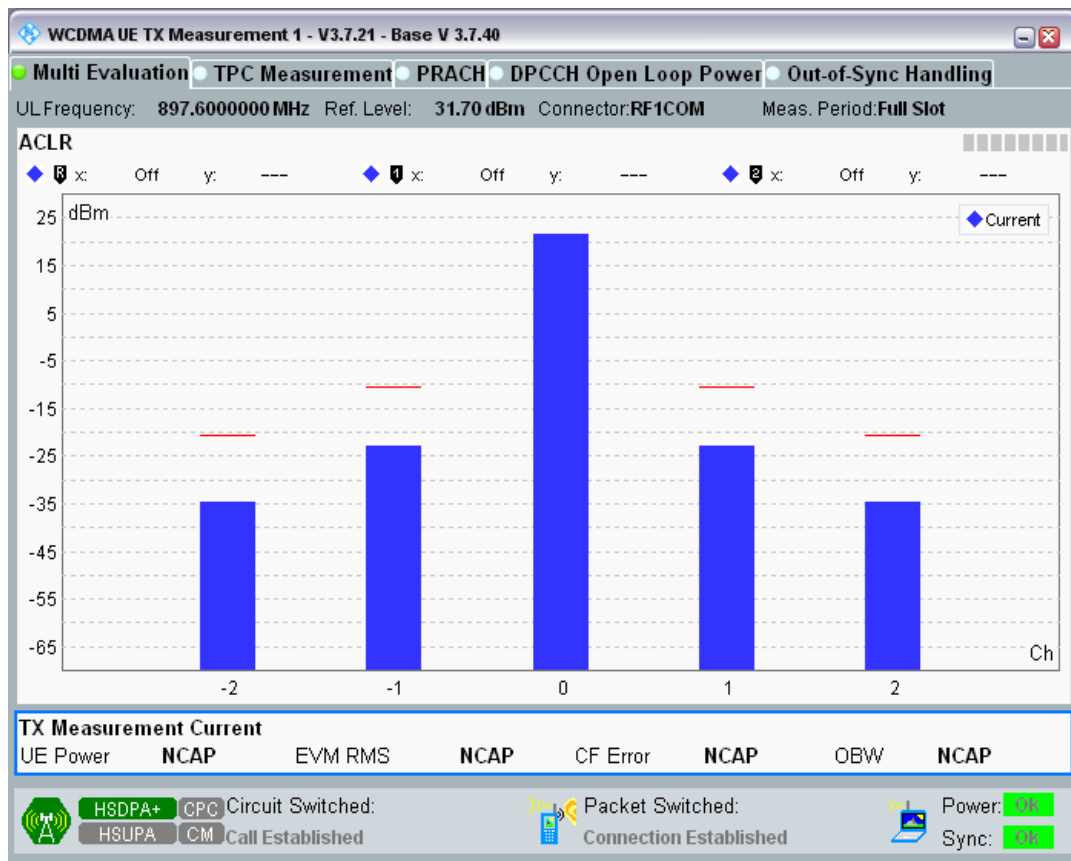 WCDMA UE TX Measurement 1 - V3.7.21 - Base V 3.7.40
Multi Evaluation TPC Measurement PRACH DPCCH Open Loop Power Out-of-Sync Handling
UL Frequency: 897.6000000 MHz Ref. Level: 31.70 dBm Connector: RF1COM Meas. Period: Full Slot
ACLR
R x: Off y: --- 1 x: Off y: --- 2 x: Off y: ---
dBm
Current
25
15
5
-5
-15
-25
-35
-45
-55
-65
Ch
-2 -1 0 1 2
TX Measurement Current
UE Power NCAP EVM RMS NCAP CF Error NCAP OBW NCAP
HSDPA+ CPC Circuit Switched: Packet Switched: Power: OK
HSUPA CM Call Established Connection Established Sync: OK